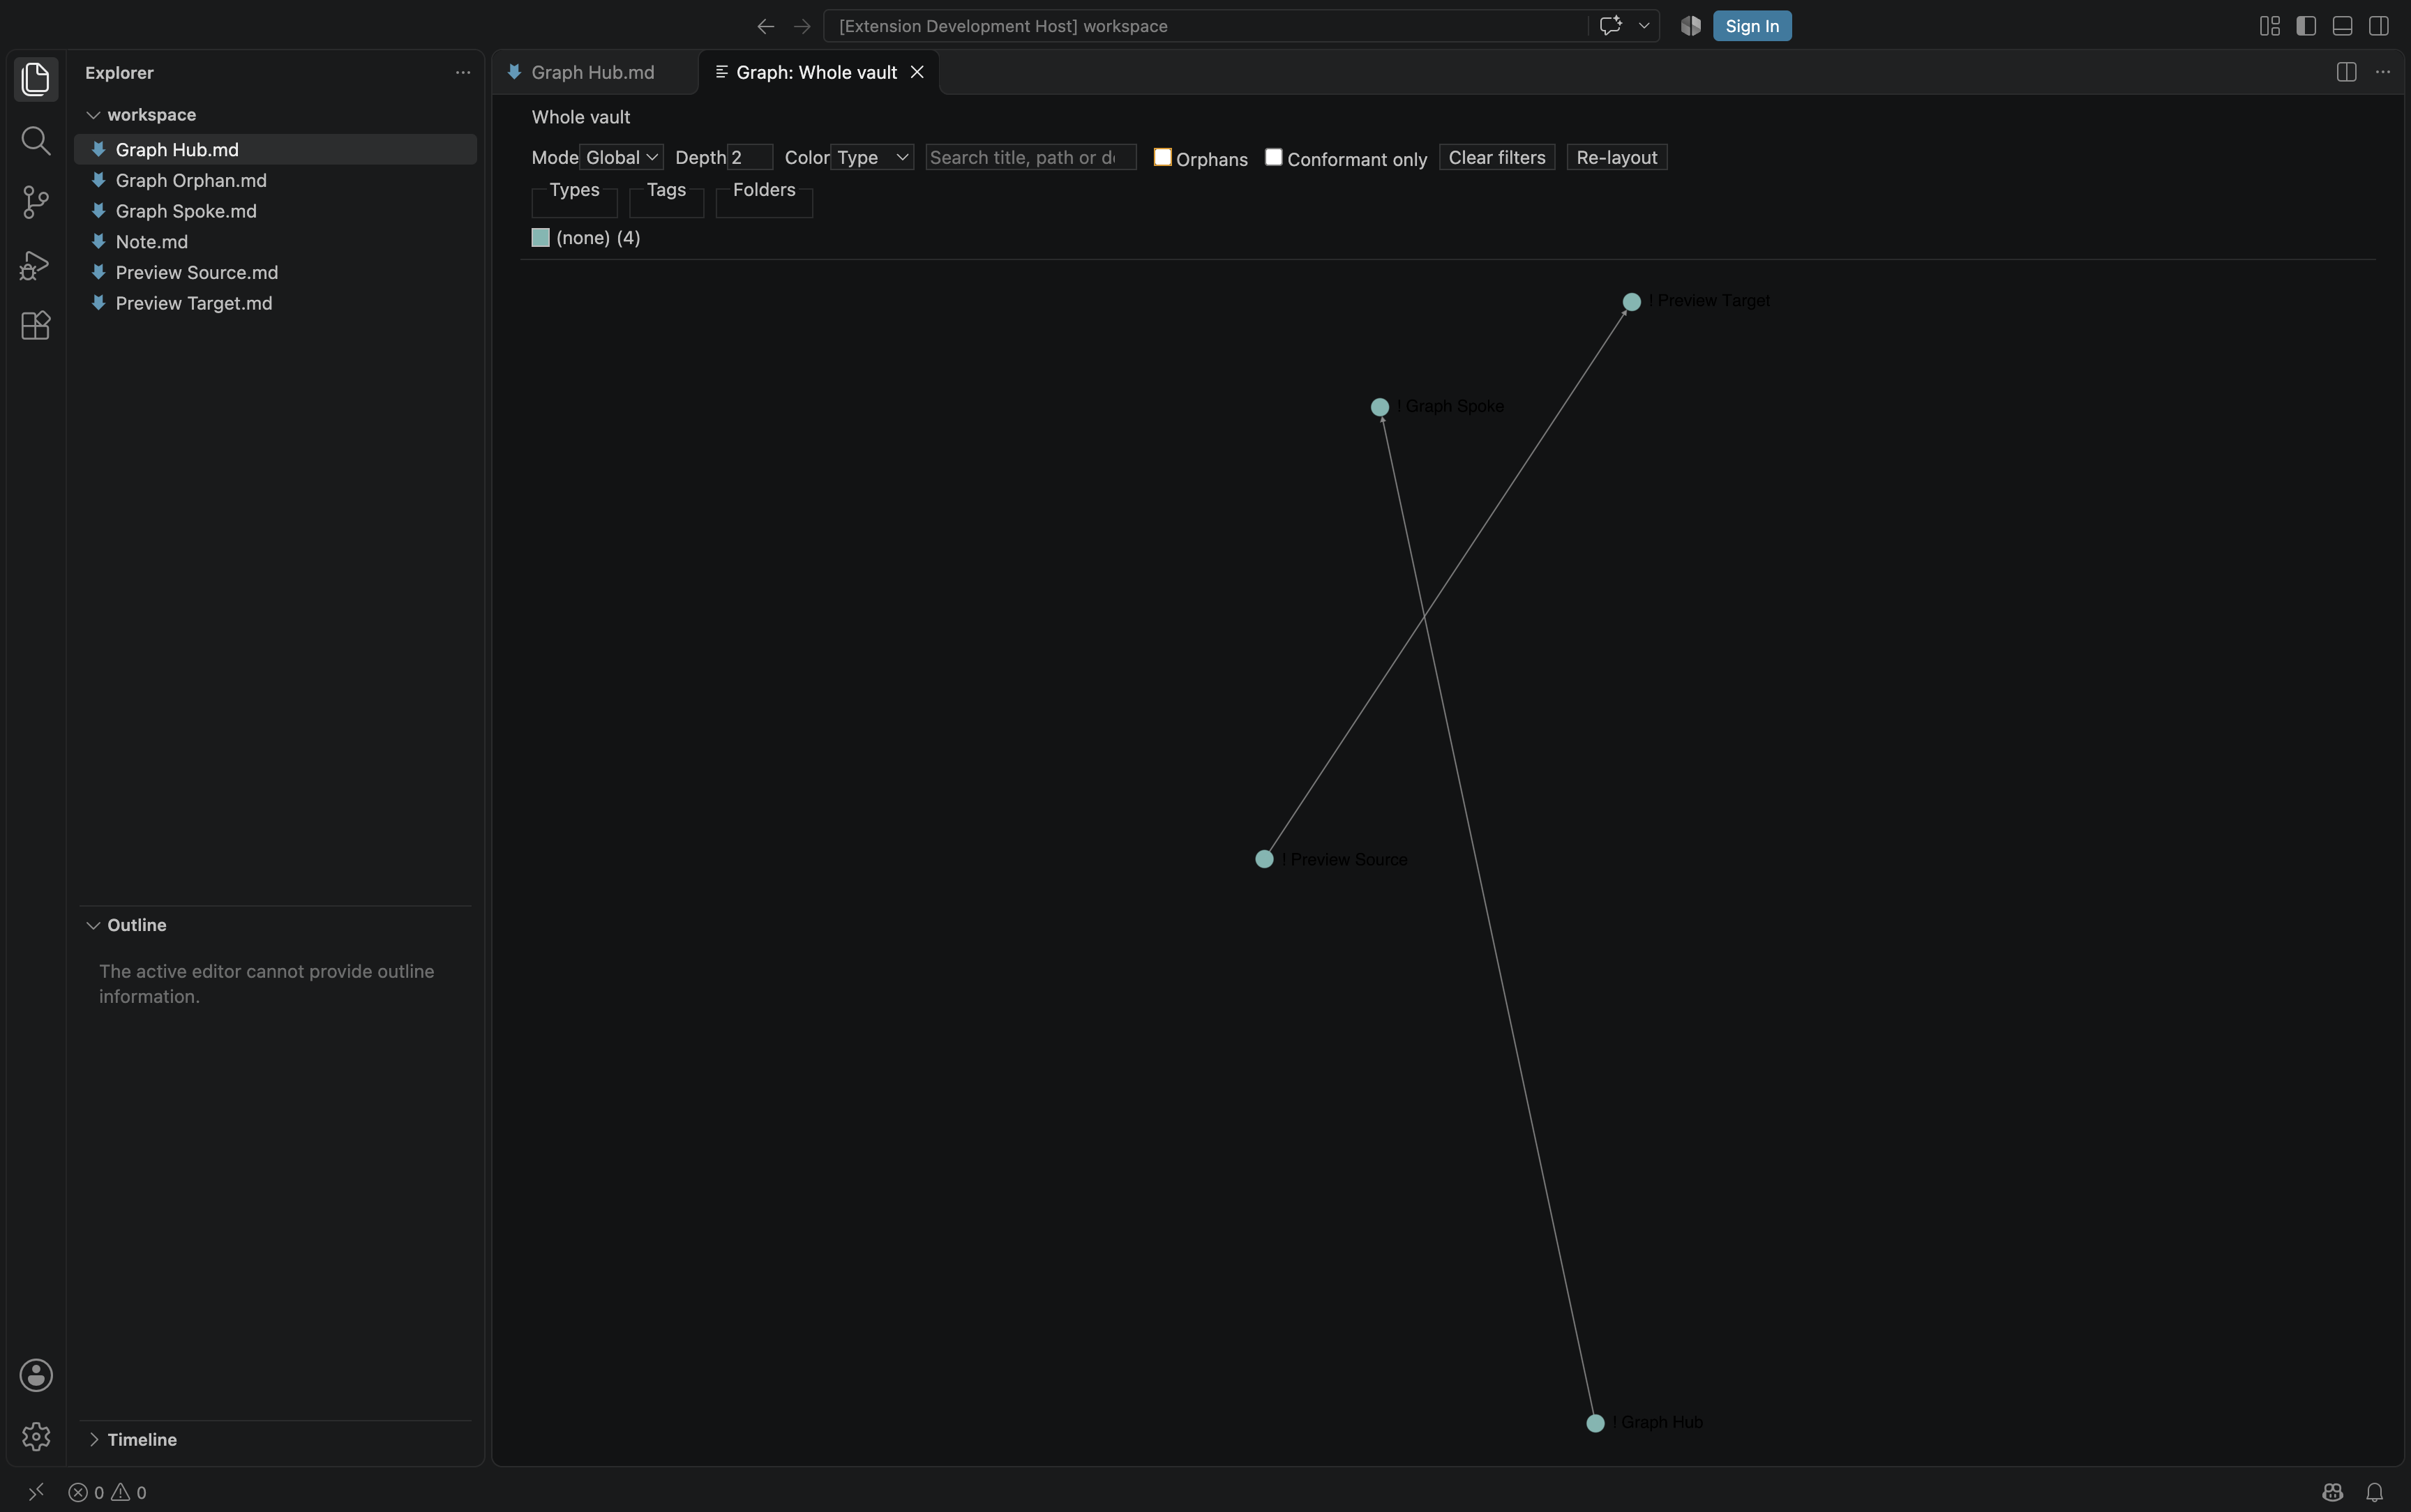 [Extension Development Host] workspace
Sign In
Explorer
Graph Hub.md
Graph: Whole vault
workspace
Graph Hub.md
Graph Orphan.md
Graph Spoke.md
Note.md
Preview Source.md
Preview Target.md
Whole vault
Mode Global Depth 2 Color Type Search title, path or Orphans Conformant only Clear filters Re-layout
Types Tags Folders
(none) (4)
! Preview Target
! Graph Spoke
! Preview Source
! Graph Hub
Outline
The active editor cannot provide outline
information.
Timeline
0 0